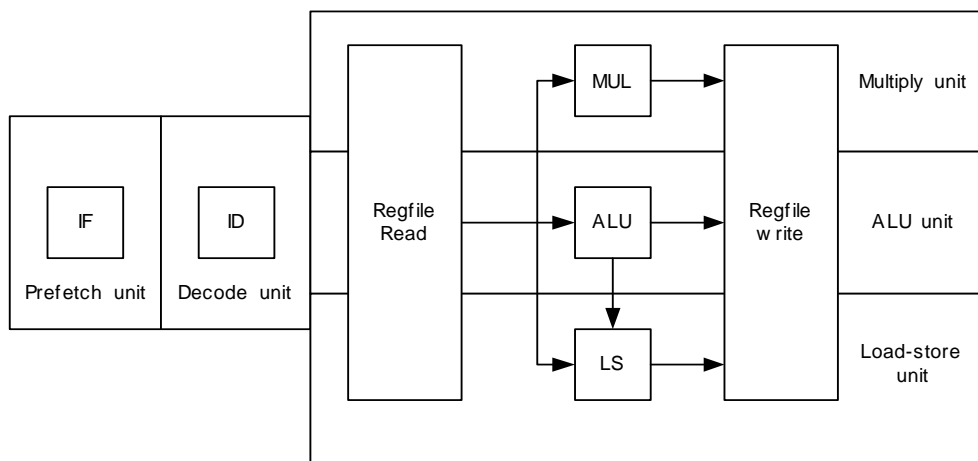 MUL
Multiply unit
IF
ID
Regfile
Read
ALU
Regfile
write
ALU unit
Prefetch unit
Decode unit
LS
Load-store
unit